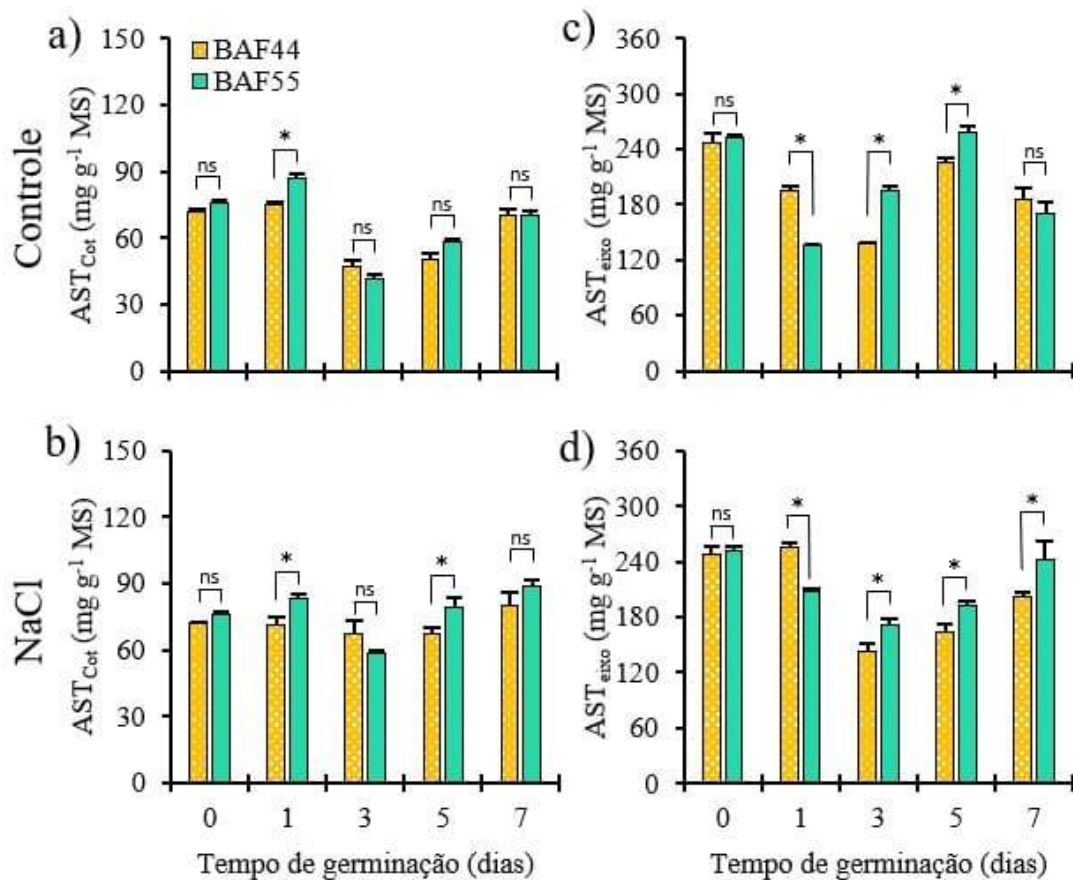 a)
BAF44
BAF55
Controle
AST_Cot (mg g⁻¹ MS)
150
120
90
60
30
0
ns
*
ns
ns
ns
c)
AST_eixo (mg g⁻¹ MS)
360
300
240
180
120
60
0
ns
*
*
*
ns
b)
NaCl
AST_Cot (mg g⁻¹ MS)
150
120
90
60
30
0
ns
*
ns
*
ns
0 1 3 5 7
Tempo de germinação (dias)
d)
AST_eixo (mg g⁻¹ MS)
360
300
240
180
120
60
0
ns
*
*
*
*
0 1 3 5 7
Tempo de germinação (dias)